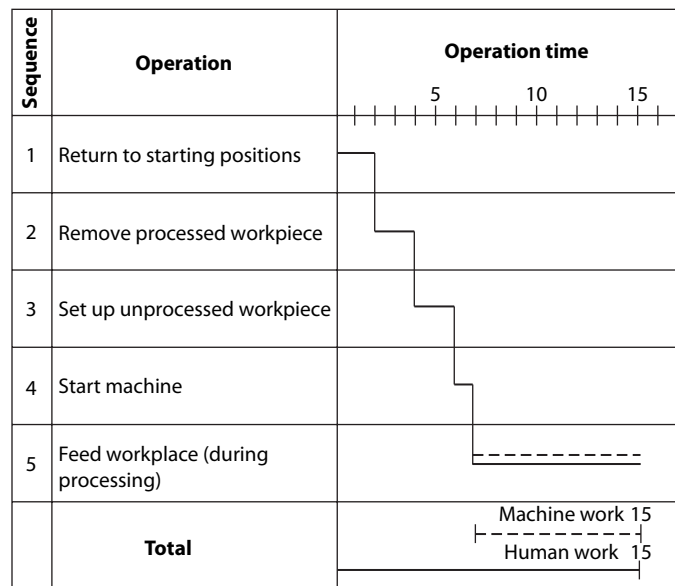 Sequence
Operation
Operation time
5 10 15
1 Return to starting positions
2 Remove processed workpiece
3 Set up unprocessed workpiece
4 Start machine
5 Feed workplace (during
processing)
Total
Machine work 15
Human work 15